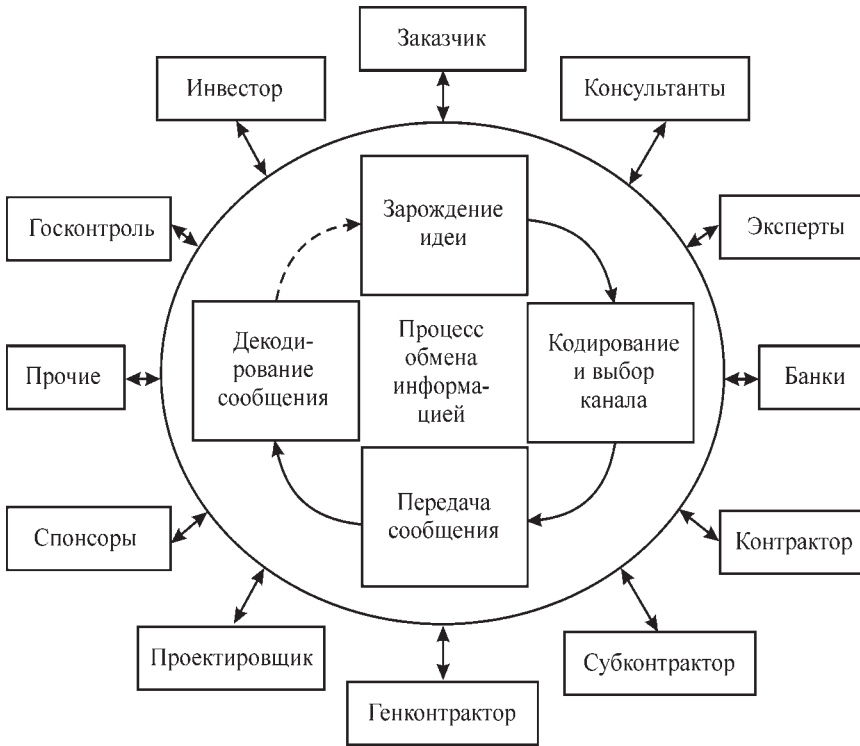 Заказчик
Инвестор
Консультанты
Зарождение
идеи
Госконтроль
Эксперты
Декоди-
рование
сообщения
Процесс
обмена
информа-
цией
Кодирование
и выбор
канала
Прочие
Банки
Передача
сообщения
Спонсоры
Контрактор
Проектировщик
Субконтрактор
Генконтрактор